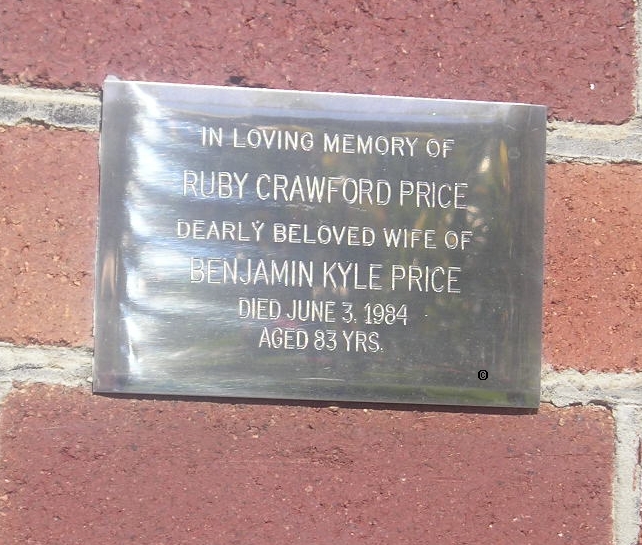 IN LOVING MEMORY OF
RUBY CRAWFORD PRICE
DEARLY BELOVED WIFE OF
BENJAMIN KYLE PRICE
DIED JUNE 3, 1984
AGED 83 YRS.
©